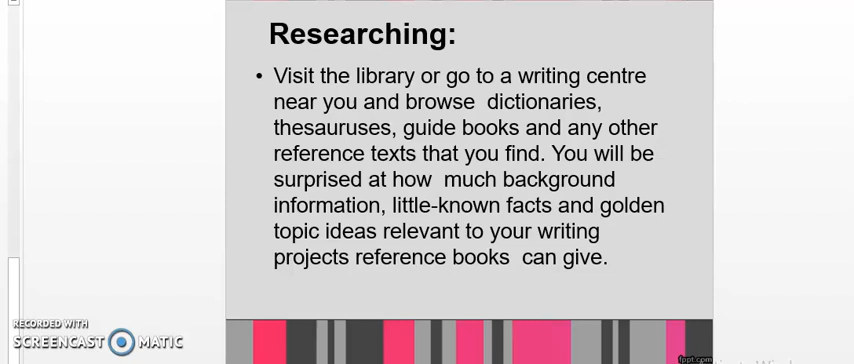 Researching:
• Visit the library or go to a writing centre
near you and browse dictionaries,
thesauruses, guide books and any other
reference texts that you find. You will be
surprised at how much background
information, little-known facts and golden
topic ideas relevant to your writing
projects reference books can give.
RECORDED WITH
SCREENCAST MATIC
fppt.com